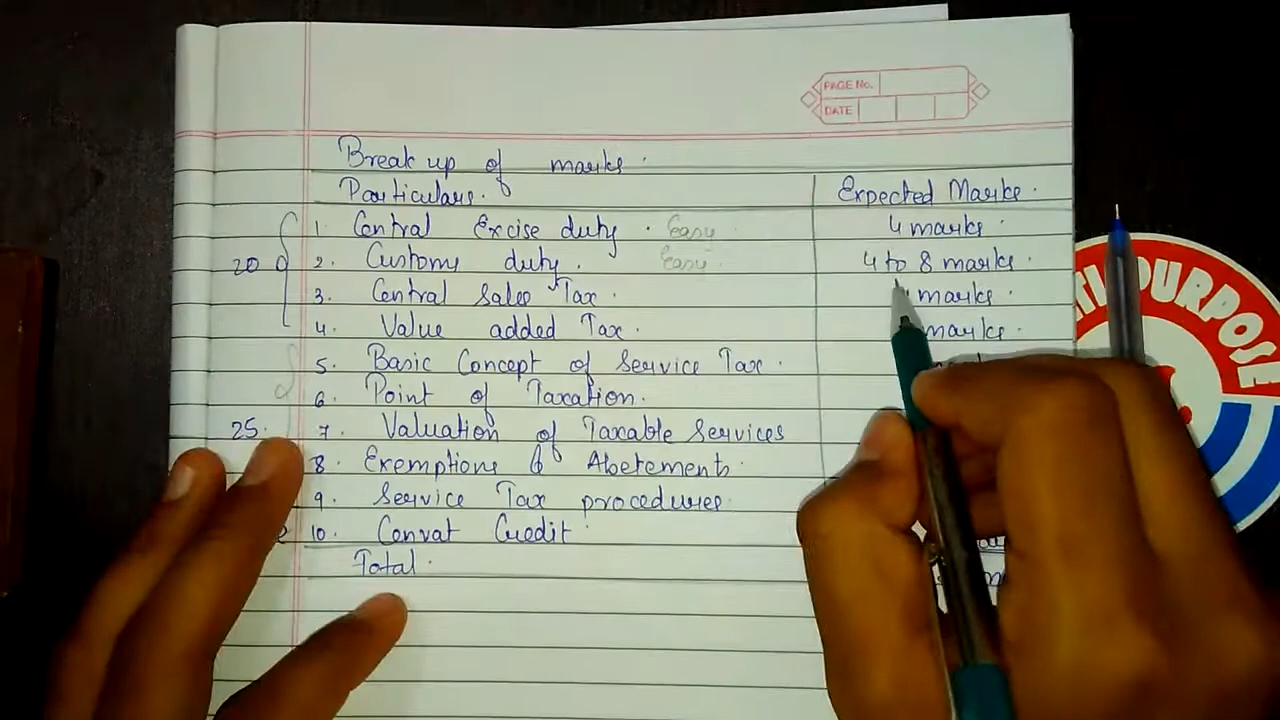 PAGE No.
DATE
Break up of marks.
Particulars. Expected Marks.
1. Central Excise duty. Easy 4 marks.
20 2. Customs duty. Easy. 4 to 8 marks.
3. Central Sales Tax. marks.
4. Value added Tax. marks.
5. Basic Concept of Service Tax.
6. Point of Taxation.
25. 7. Valuation of Taxable Services
8. Exemptions & Abetements.
9. Service Tax procedures.
10. Cenvat Credit
Total.
PURPOSE